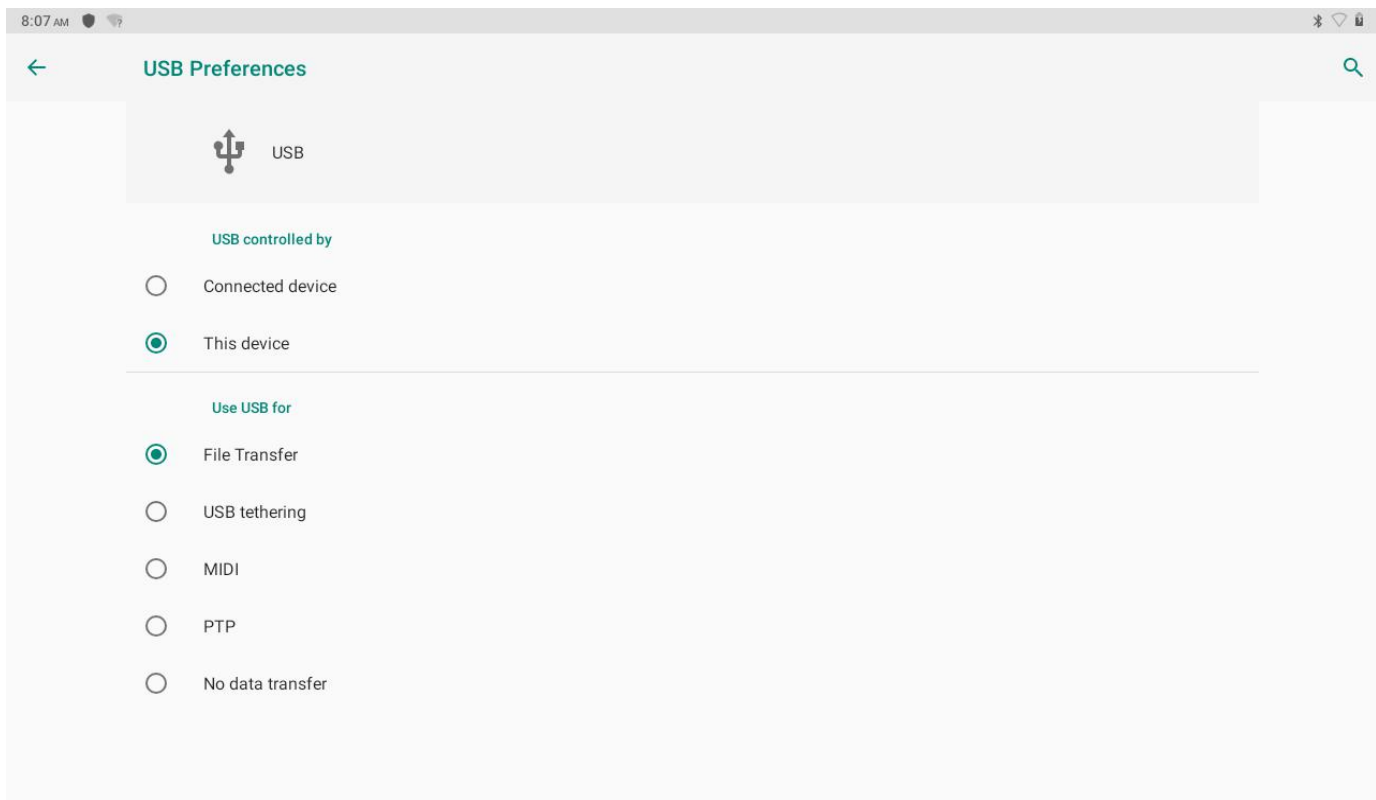 8:07 AM
USB Preferences
USB
USB controlled by
Connected device
This device
Use USB for
File Transfer
USB tethering
MIDI
PTP
No data transfer